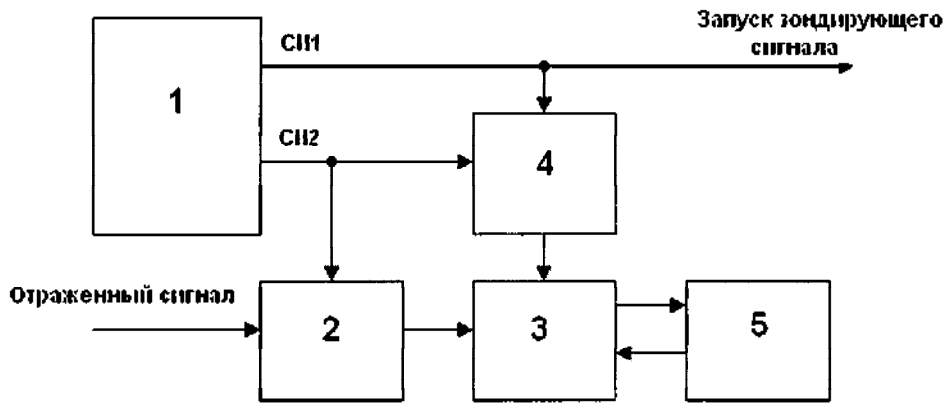 Запуск зондирующего
сигнала
СИ1
1
СИ2
4
Отраженный сигнал
2
3
5